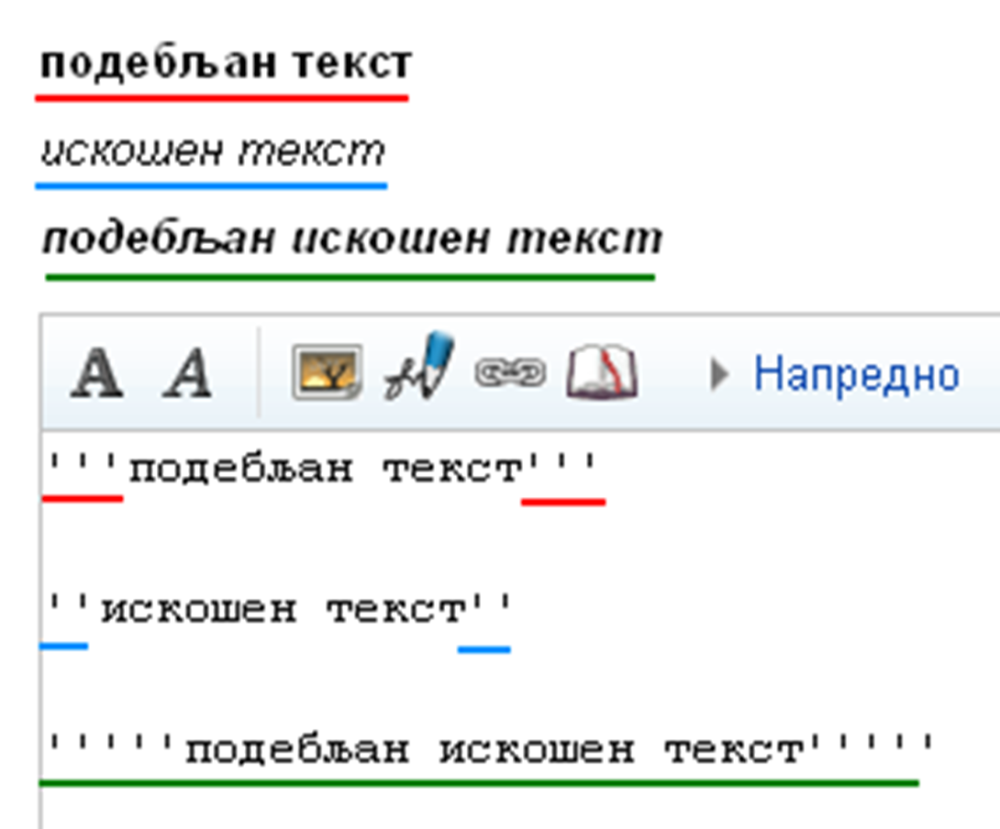 подебљан текст
искошен текст
подебљан искошен текст
A A Напредно
'''подебљан текст'''
''искошен текст''
'''''подебљан искошен текст'''''